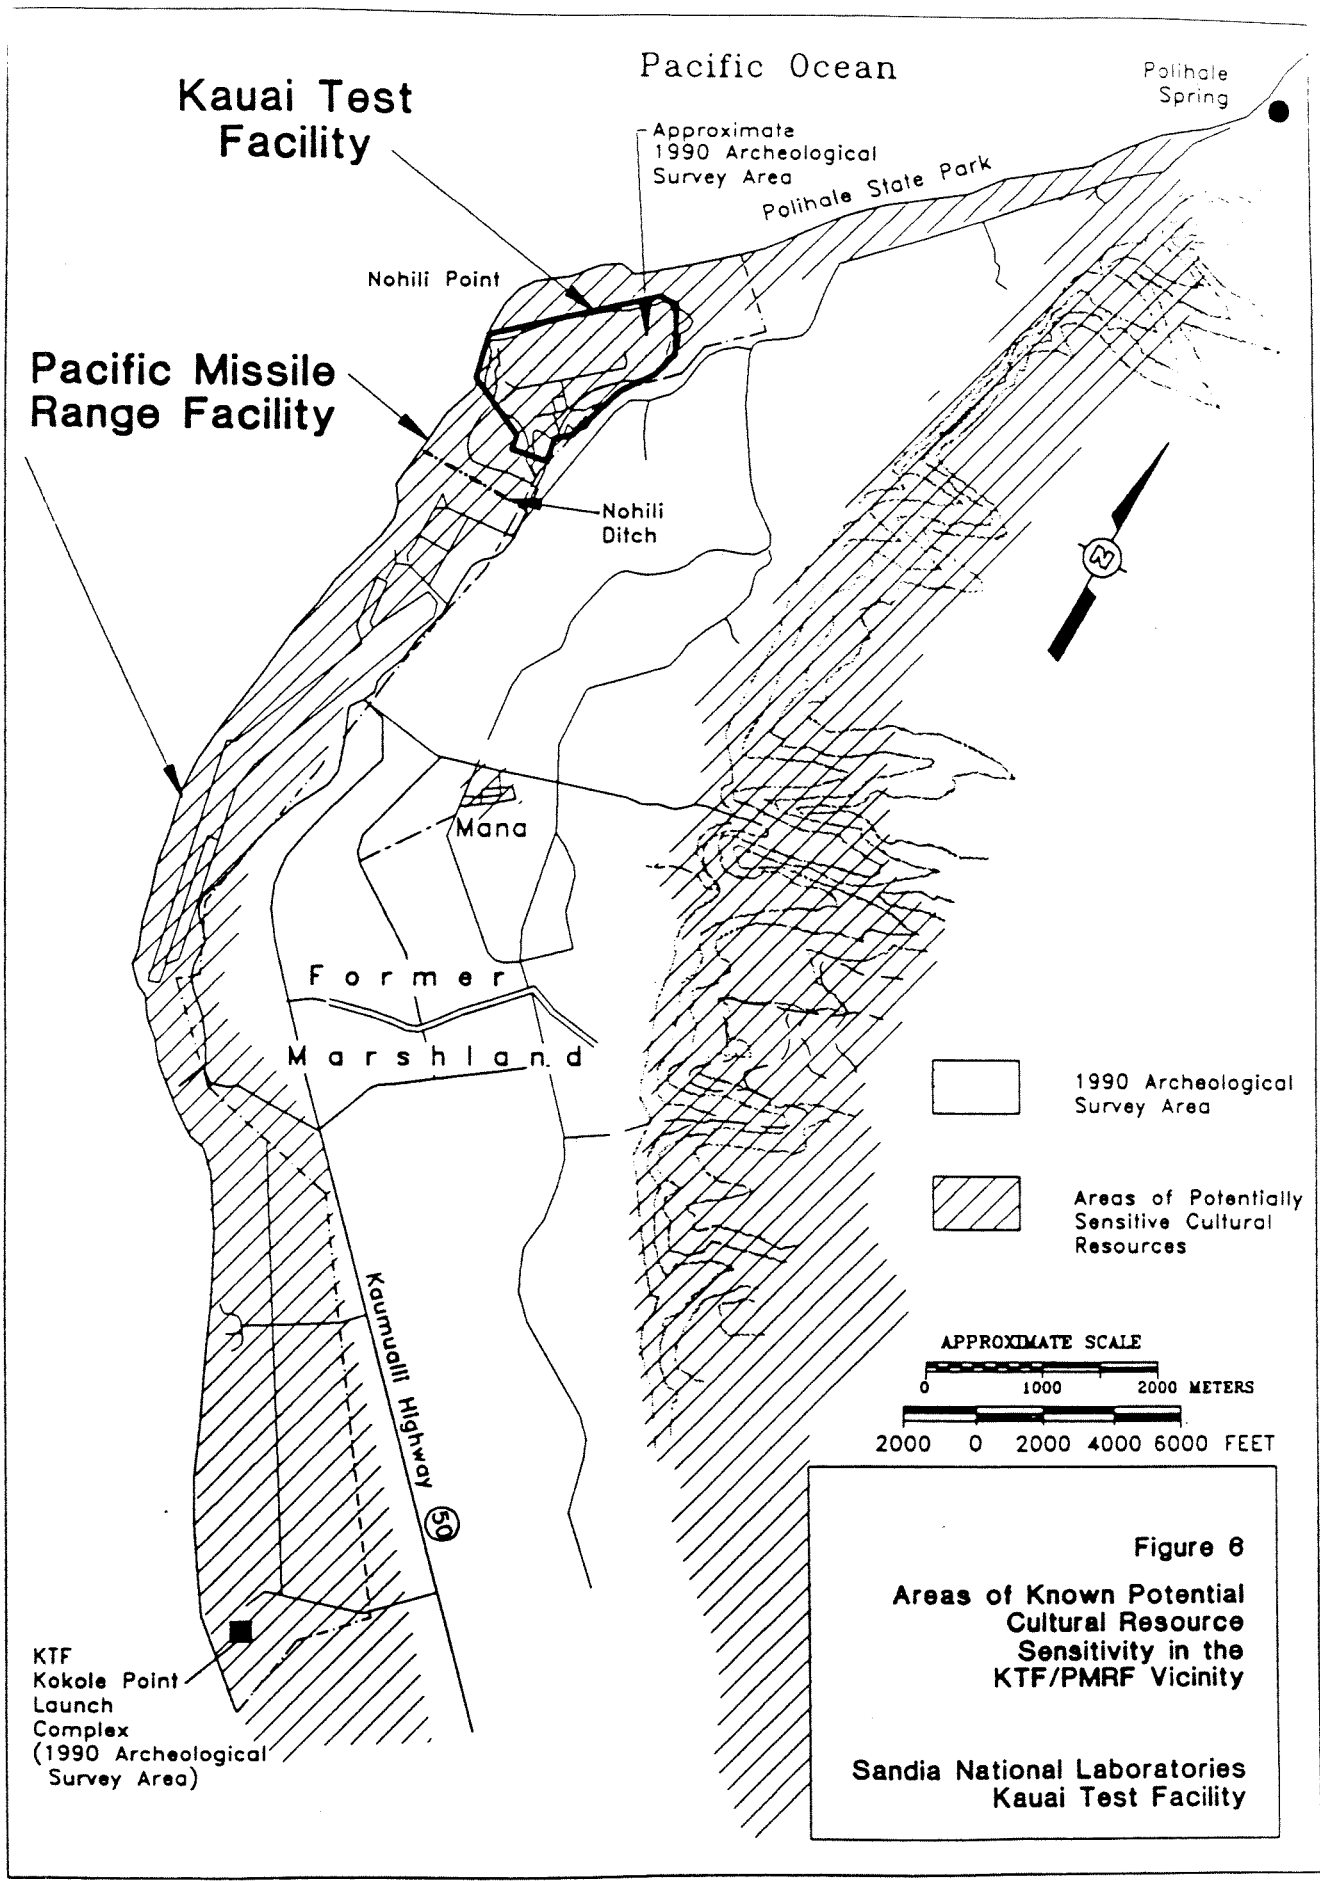 Pacific Ocean
Polihale
Spring
Kauai Test
Facility
Approximate
1990 Archeological
Survey Area
Polihale State Park
Nohili Point
Pacific Missile
Range Facility
Nohili
Ditch
N
Mana
Former
Marshland
1990 Archeological
Survey Area
Areas of Potentially
Sensitive Cultural
Resources
Kaumualii Highway
50
APPROXIMATE SCALE
0 1000 2000 METERS
2000 0 2000 4000 6000 FEET
Figure 6
Areas of Known Potential
Cultural Resource
Sensitivity in the
KTF/PMRF Vicinity
Sandia National Laboratories
Kauai Test Facility
KTF
Kokole Point
Launch
Complex
(1990 Archeological
Survey Area)